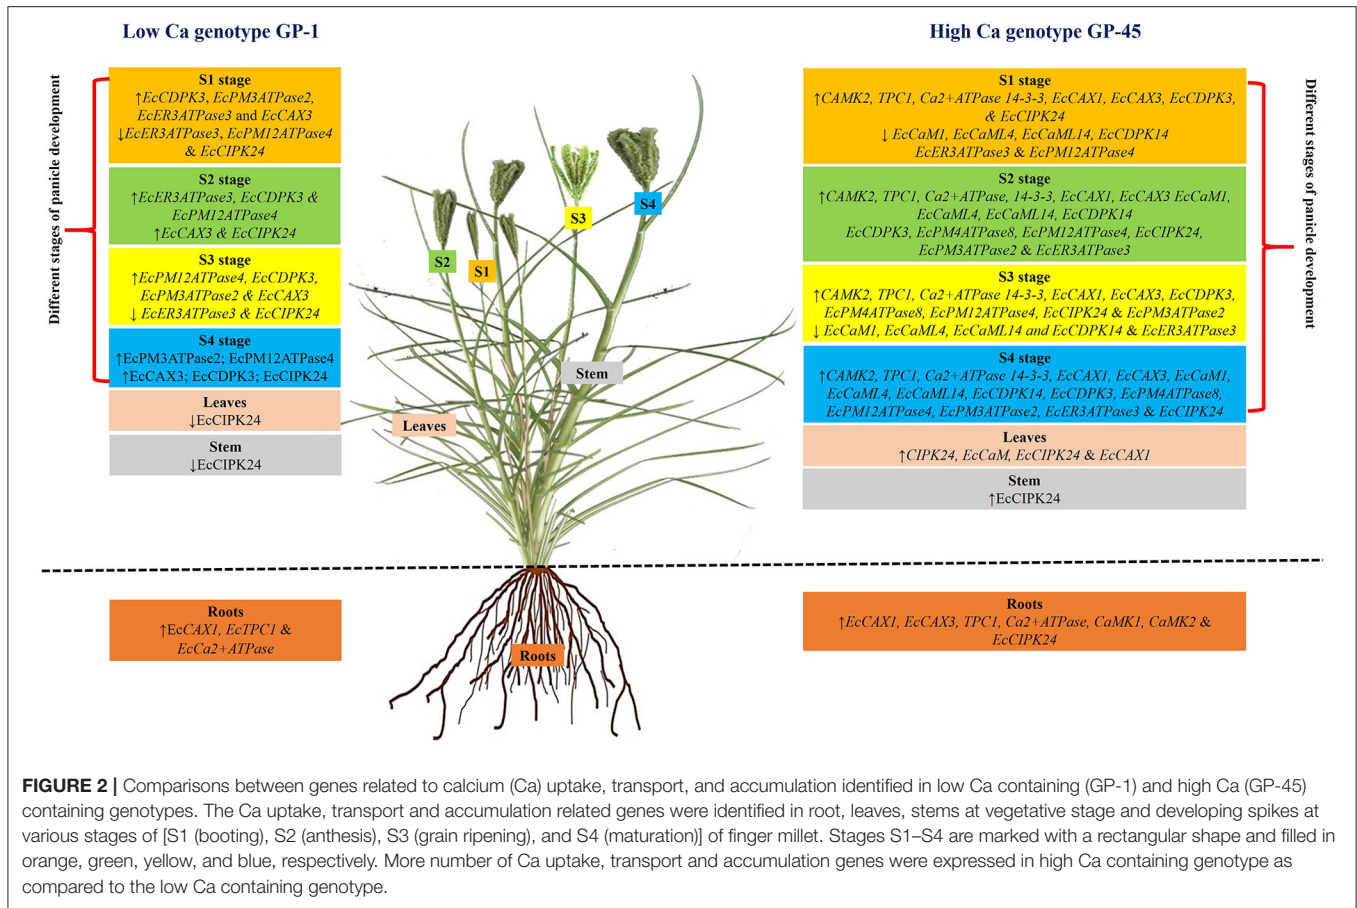 Low Ca genotype GP-1
Different stages of panicle development
S1 stage
↑EcCDPK3, EcPM3ATPase2,
EcER3ATPase3 and EcCAX3
↓EcER3ATPase3, EcPM12ATPase4
& EcCIPK24
S2 stage
↑EcER3ATPase3, EcCDPK3 &
EcPM12ATPase4
↑EcCAX3 & EcCIPK24
S3 stage
↑EcPM12ATPase4, EcCDPK3,
EcPM3ATPase2 & EcCAX3
↓ EcER3ATPase3 & EcCIPK24
S4 stage
↑EcPM3ATPase2; EcPM12ATPase4
↑EcCAX3; EcCDPK3; EcCIPK24
Leaves
↓EcCIPK24
Stem
↓EcCIPK24
Roots
↑EcCAX1, EcTPC1 &
EcCa2+ATPase
S2
S1
S3
S4
Stem
Leaves
Roots
High Ca genotype GP-45
S1 stage
↑CAMK2, TPC1, Ca2+ATPase 14-3-3, EcCAX1, EcCAX3, EcCDPK3,
& EcCIPK24
↓ EcCaM1, EcCaML4, EcCaML14, EcCDPK14
EcER3ATPase3 & EcPM12ATPase4
S2 stage
↑CAMK2, TPC1, Ca2+ATPase, 14-3-3, EcCAX1, EcCAX3 EcCaM1,
EcCaML4, EcCaML14, EcCDPK14
EcCDPK3, EcPM4ATPase8, EcPM12ATPase4, EcCIPK24,
EcPM3ATPase2 & EcER3ATPase3
S3 stage
↑CAMK2, TPC1, Ca2+ATPase 14-3-3, EcCAX1, EcCAX3, EcCDPK3,
EcPM4ATPase8, EcPM12ATPase4, EcCIPK24 & EcPM3ATPase2
↓ EcCaM1, EcCaML4, EcCaML14 and EcCDPK14 & EcER3ATPase3
S4 stage
↑CAMK2, TPC1, Ca2+ATPase 14-3-3, EcCAX1, EcCAX3, EcCaM1,
EcCaML4, EcCaML14, EcCDPK14, EcCDPK3, EcPM4ATPase8,
EcPM12ATPase4, EcPM3ATPase2, EcER3ATPase3 & EcCIPK24
Leaves
↑CIPK24, EcCaM, EcCIPK24 & EcCAX1
Stem
↑EcCIPK24
Roots
↑EcCAX1, EcCAX3, TPC1, Ca2+ATPase, CaMK1, CaMK2 &
EcCIPK24
Different stages of panicle development
FIGURE 2 | Comparisons between genes related to calcium (Ca) uptake, transport, and accumulation identified in low Ca containing (GP-1) and high Ca (GP-45)
containing genotypes. The Ca uptake, transport and accumulation related genes were identified in root, leaves, stems at vegetative stage and developing spikes at
various stages of [S1 (booting), S2 (anthesis), S3 (grain ripening), and S4 (maturation)] of finger millet. Stages S1–S4 are marked with a rectangular shape and filled in
orange, green, yellow, and blue, respectively. More number of Ca uptake, transport and accumulation genes were expressed in high Ca containing genotype as
compared to the low Ca containing genotype.